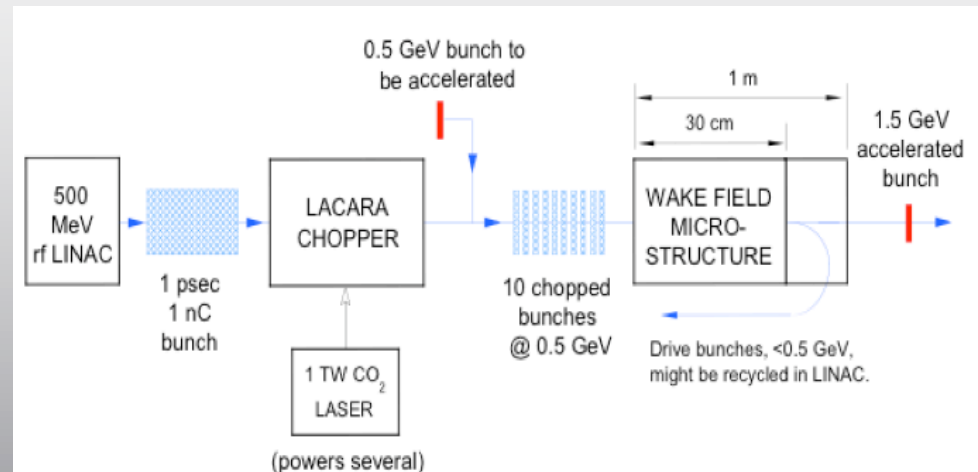 0.5 GeV bunch to
be accelerated
1 m
30 cm
1.5 GeV
accelerated
bunch
500
MeV
rf LINAC
LACARA
CHOPPER
WAKE FIELD
MICRO-
STRUCTURE
1 psec
1 nC
bunch
10 chopped
bunches
@ 0.5 GeV
Drive bunches, <0.5 GeV,
might be recycled in LINAC.
1 TW CO2
LASER
(powers several)